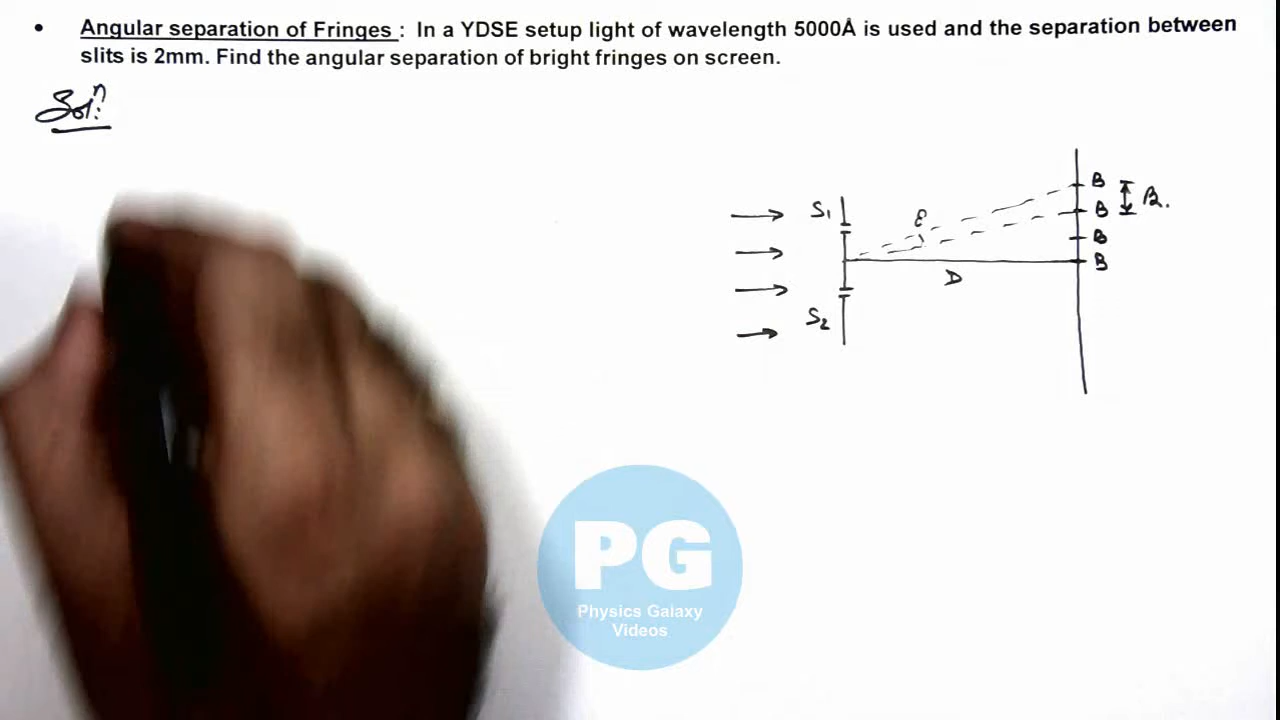 • Angular separation of Fringes : In a YDSE setup light of wavelength 5000Å is used and the separation between
slits is 2mm. Find the angular separation of bright fringes on screen.
Solⁿ:
S₁
S₂
D
B
B
B
B
PG
Physics Galaxy
Videos